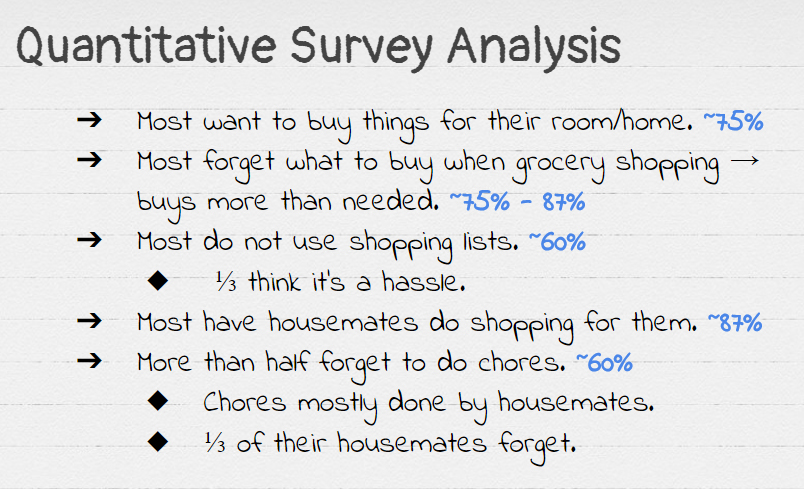 Quantitative Survey Analysis
➔ Most want to buy things for their room/home. ~75%
➔ Most forget what to buy when grocery shopping →
buys more than needed. ~75% - 87%
➔ Most do not use shopping lists. ~60%
◆ ⅓ think it's a hassle.
➔ Most have housemates do shopping for them. ~87%
➔ More than half forget to do chores. ~60%
◆ Chores mostly done by housemates.
◆ ⅓ of their housemates forget.